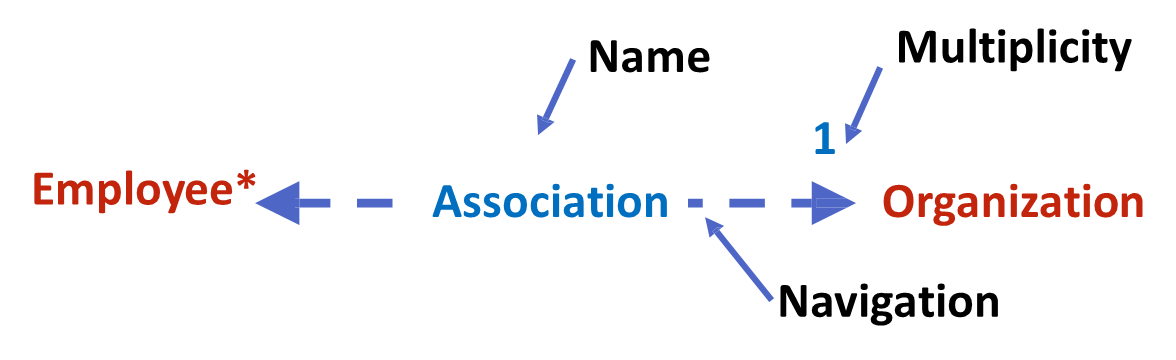 Name
Multiplicity
1
Employee*
Association
Organization
Navigation